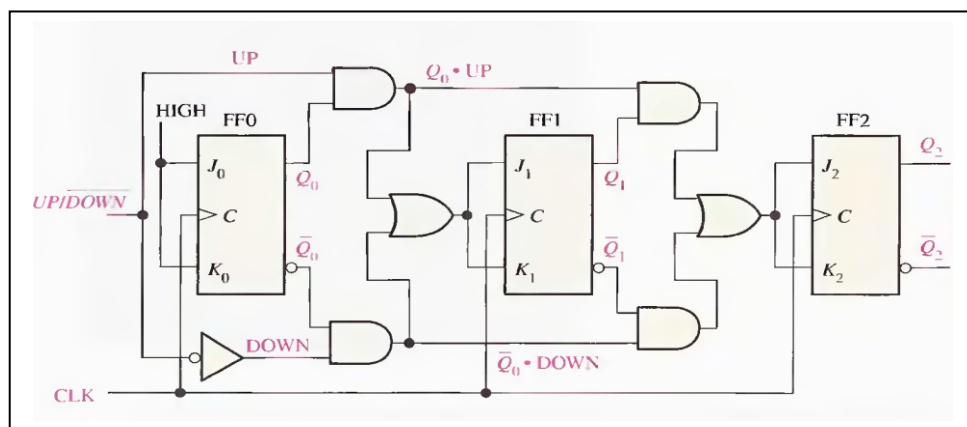 UP
Q₀ • UP
HIGH
FF0
FF1
FF2
J₀
Q₀
J₁
Q₁
J₂
Q₂
UP/D̅O̅W̅N̅
C
C
C
Q̅₀
Q̅₁
Q̅₂
K₀
K₁
K₂
DOWN
Q̅₀ • DOWN
CLK